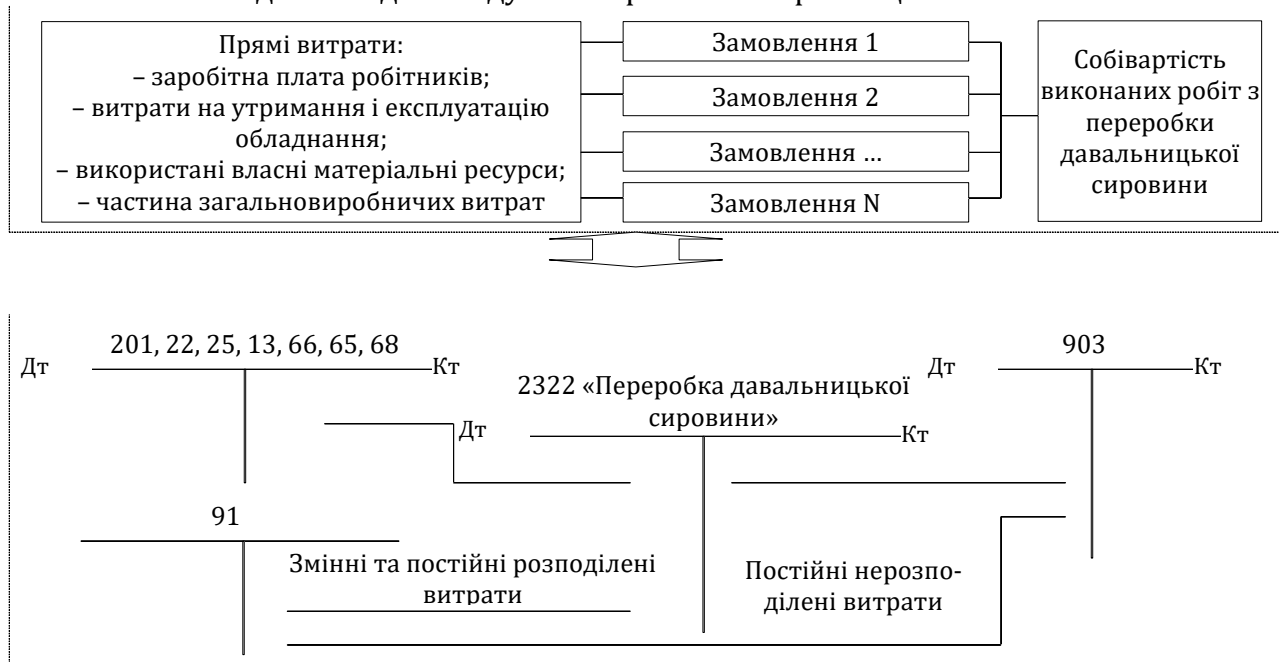 Прямі витрати:
– заробітна плата робітників;
– витрати на утримання і експлуатацію
обладнання;
– використані власні матеріальні ресурси;
– частина загальновиробничих витрат
Замовлення 1
Замовлення 2
Замовлення ...
Замовлення N
Собівартість
виконаних робіт з
переробки
давальницької
сировини
201, 22, 25, 13, 66, 65, 68
Дт
Кт
2322 «Переробка давальницької
сировини»
Дт
Кт
903
Дт
Кт
91
Змінні та постійні розподілені
витрати
Постійні нерозпо-
ділені витрати